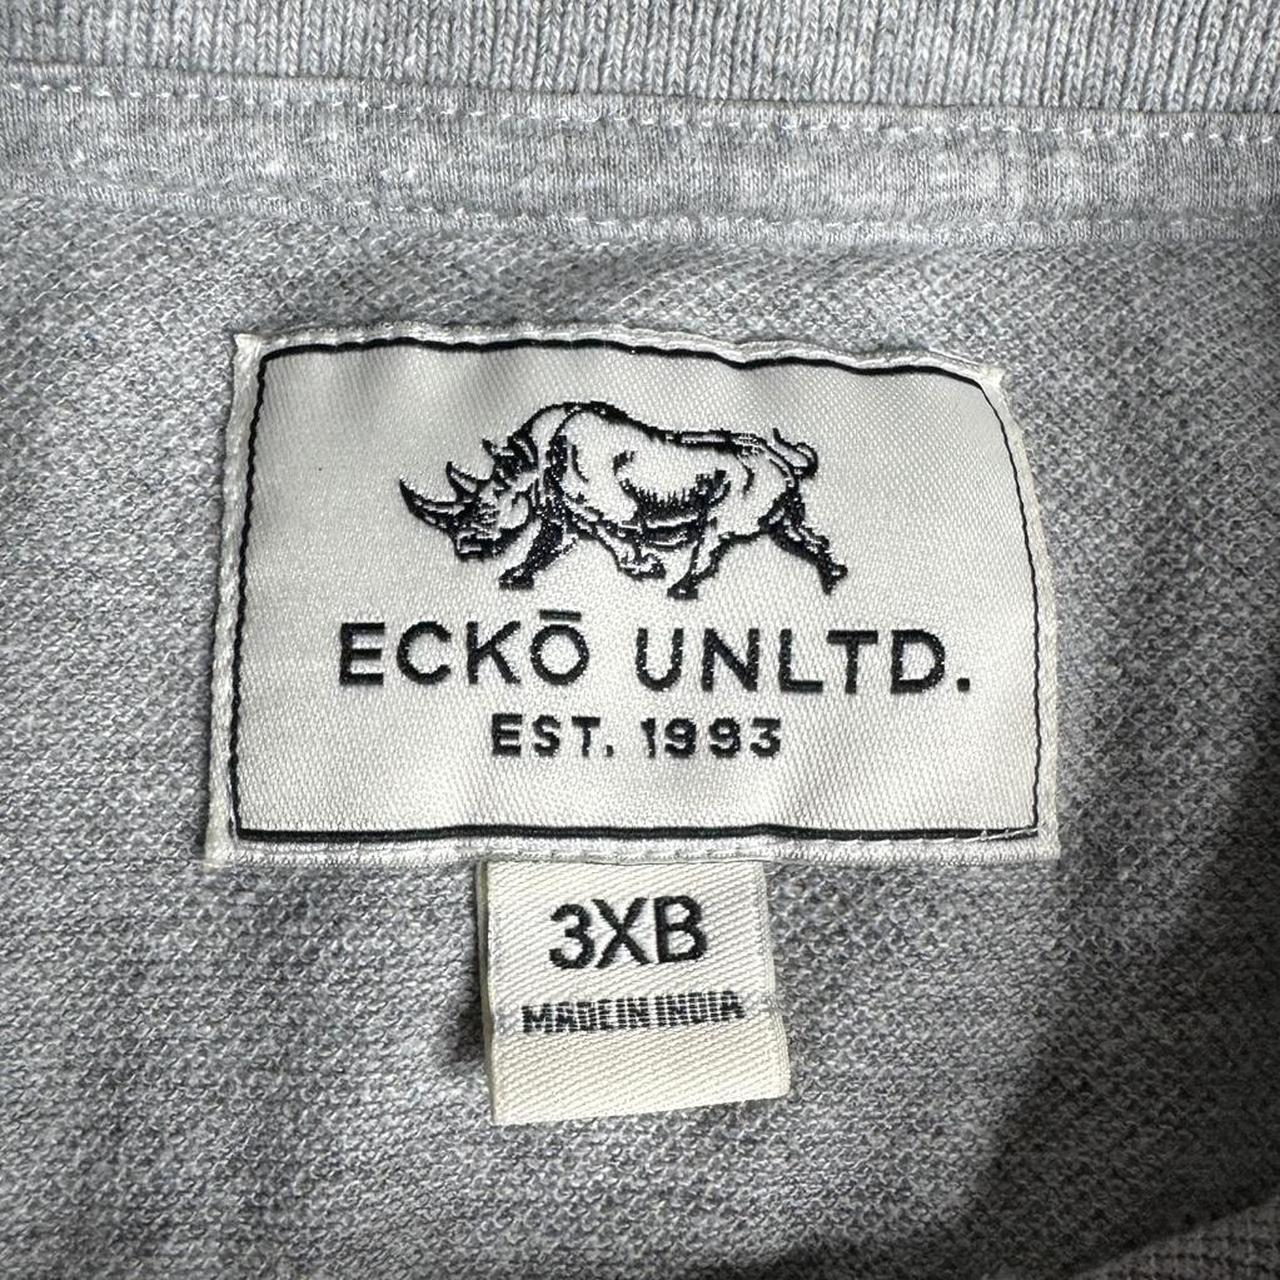 ECKŌ UNLTD.
EST. 1993
3XB
MADE IN INDIA